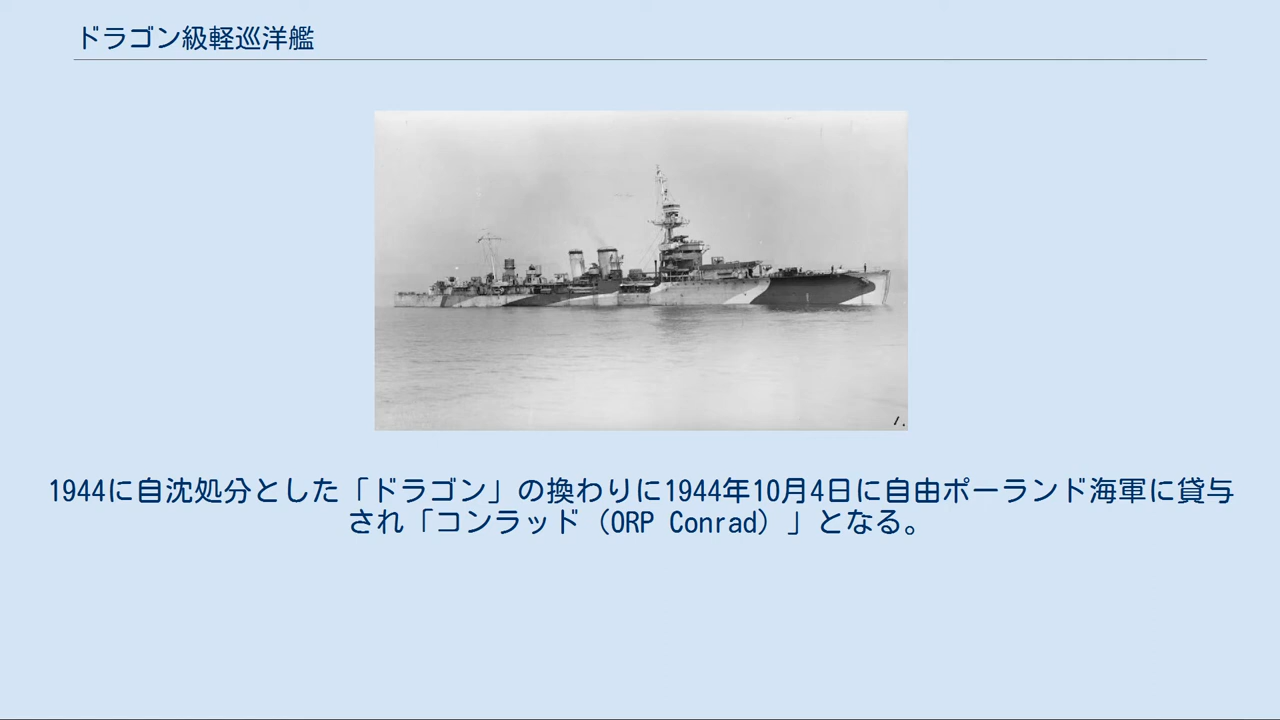 ドラゴン級軽巡洋艦
1.
1944に自沈処分とした「ドラゴン」の換わりに1944年10月4日に自由ポーランド海軍に貸与
され「コンラッド（ORP Conrad）」となる。